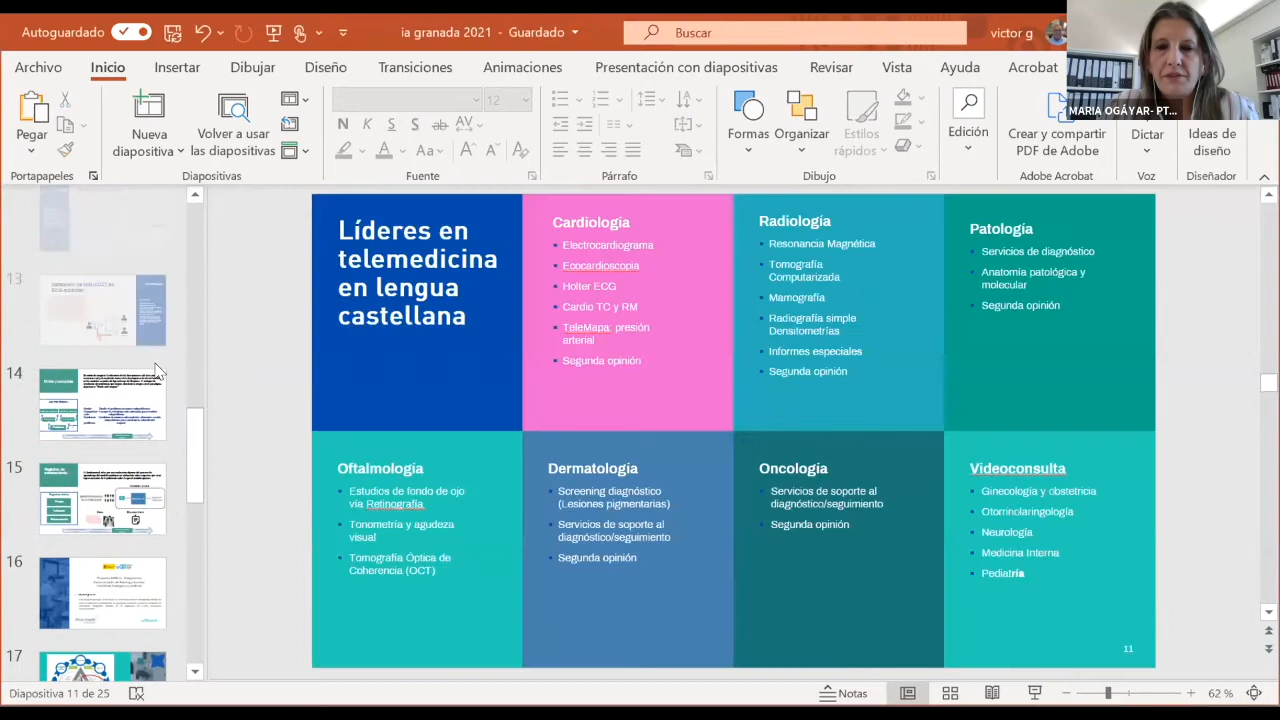 Autoguardado
ia granada 2021 - Guardado
Buscar
victor g
Archivo
Inicio
Insertar
Dibujar
Diseño
Transiciones
Animaciones
Presentación con diapositivas
Revisar
Vista
Ayuda
Acrobat
MARIA OGÁYAR- PT...
Pegar
Nueva
diapositiva
Volver a usar
las diapositivas
12
N
K
S
ab
Aa
Formas
Organizar
Estilos
rápidos
Edición
Crear y compartir
PDF de Adobe
Dictar
Ideas de
diseño
Portapapeles
Diapositivas
Fuente
Párrafo
Dibujo
Adobe Acrobat
Voz
Diseñador
13
14
15
16
17
Líderes en
telemedicina
en lengua
castellana
Cardiología
Electrocardiograma
Ecocardioscopia
Holter ECG
Cardio TC y RM
TeleMapa: presión
arterial
Segunda opinión
Radiología
Resonancia Magnética
Tomografía
Computarizada
Mamografía
Radiografía simple
Densitometrías
Informes especiales
Segunda opinión
Patología
Servicios de diagnóstico
Anatomía patológica y
molecular
Segunda opinión
Oftalmología
Estudios de fondo de ojo
vía Retinografía
Tonometría y agudeza
visual
Tomografía Óptica de
Coherencia (OCT)
Dermatología
Screening diagnóstico
(Lesiones pigmentarias)
Servicios de soporte al
diagnóstico/seguimiento
Segunda opinión
Oncología
Servicios de soporte al
diagnóstico/seguimiento
Segunda opinión
Videoconsulta
Ginecología y obstetricia
Otorrinolaringología
Neurología
Medicina Interna
Pediatría
11
Diapositiva 11 de 25
Notas
62 %